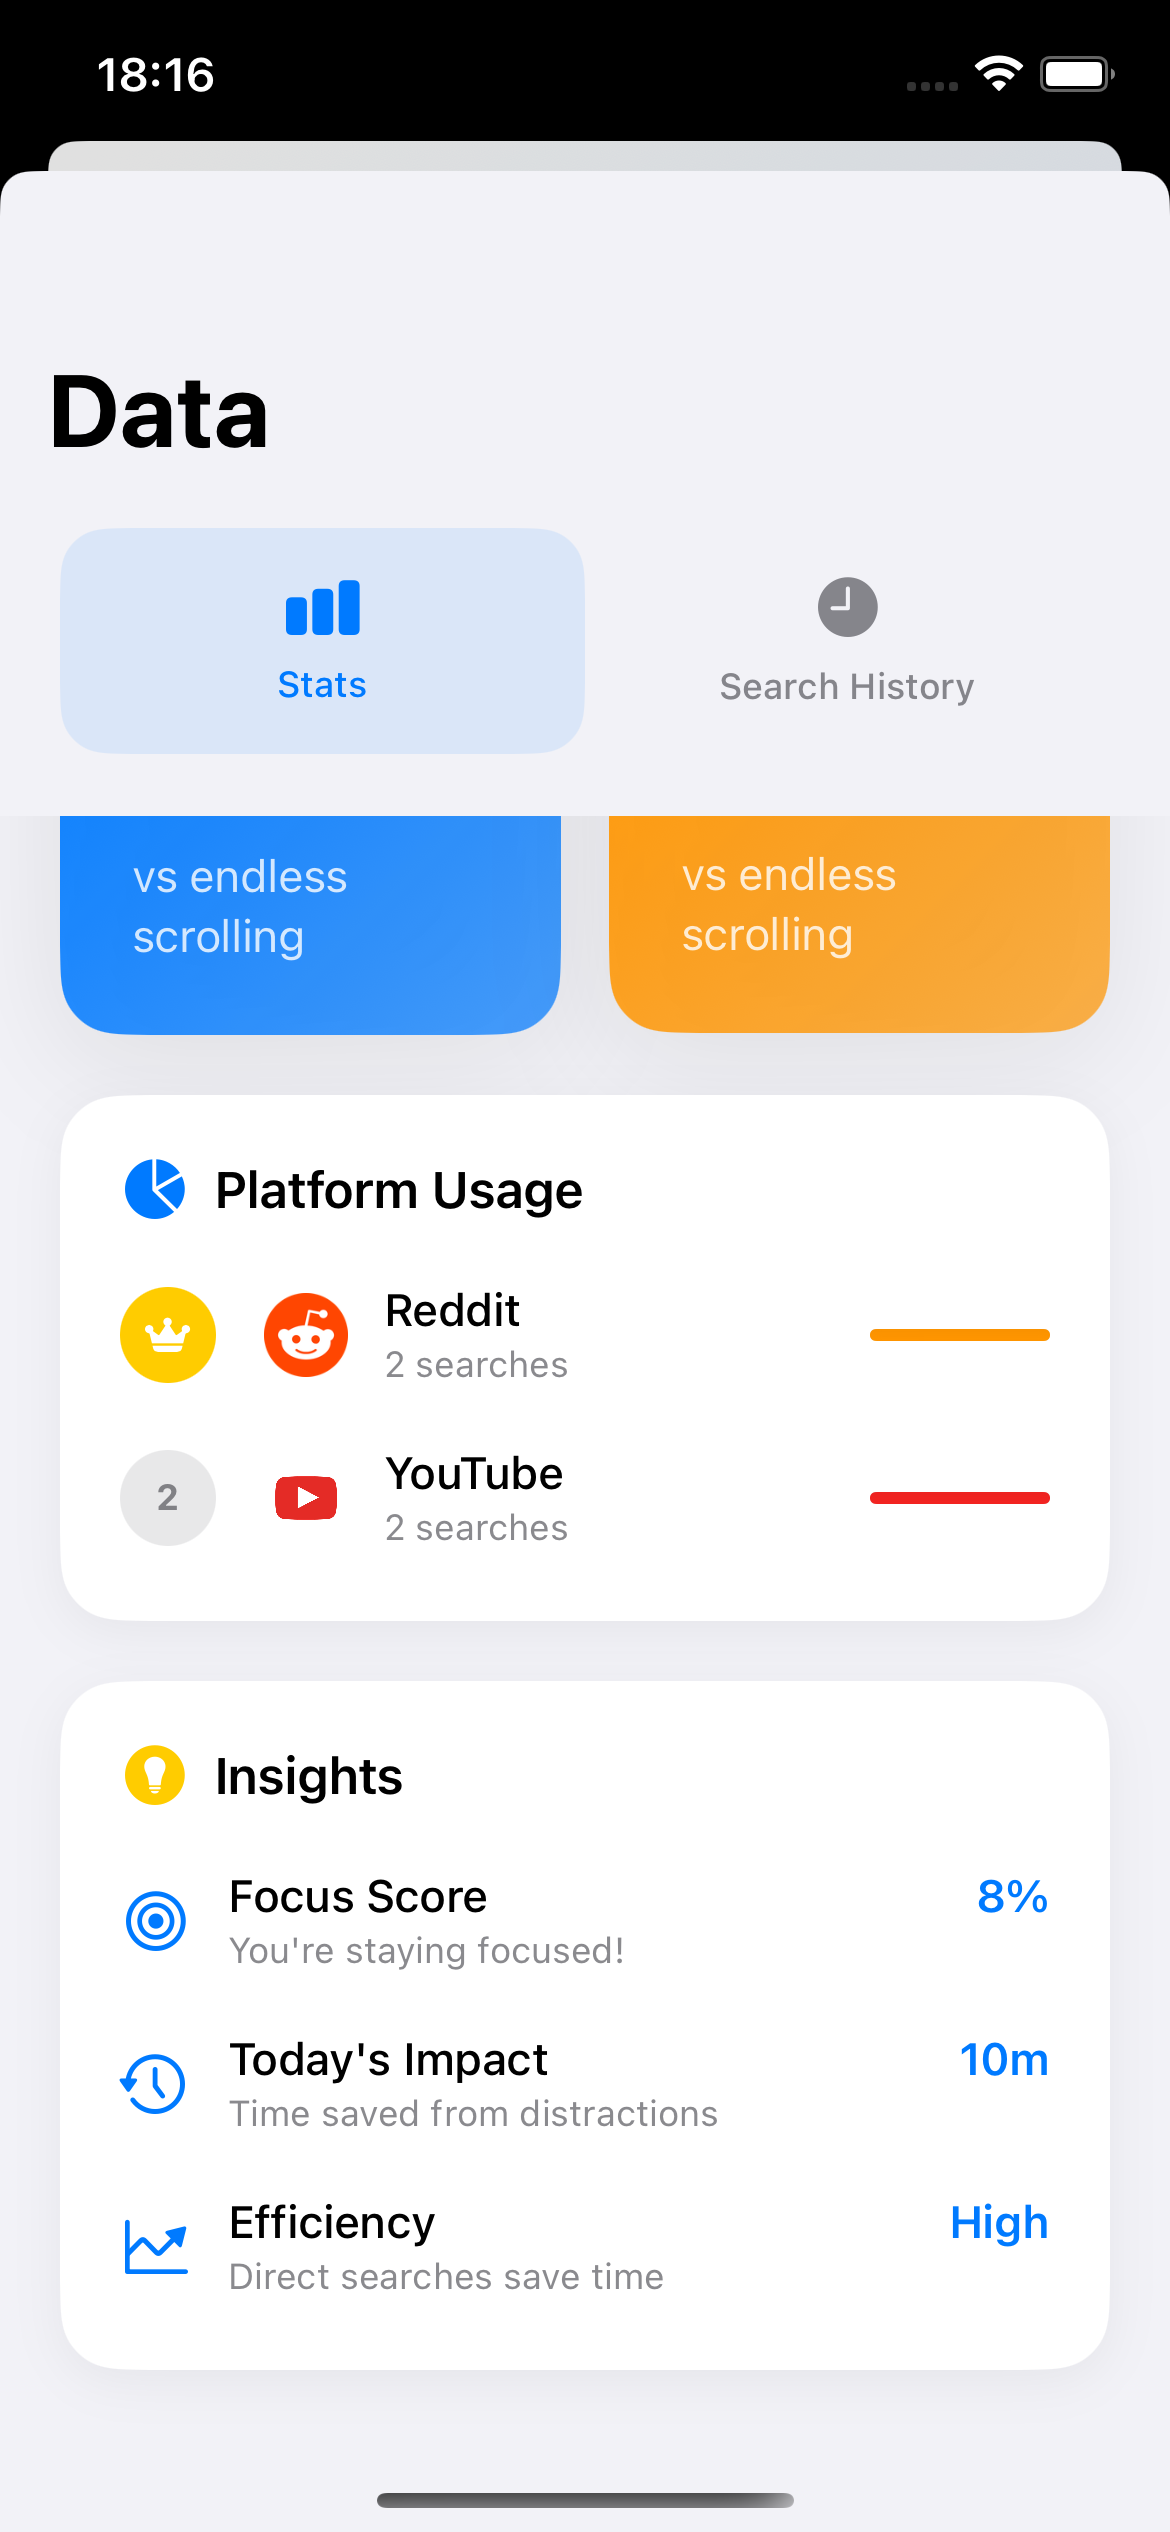 18:16
Data
Stats
Search History
vs endless
scrolling
vs endless
scrolling
Platform Usage
Reddit
2 searches
2
YouTube
2 searches
Insights
Focus Score
8%
You're staying focused!
Today's Impact
10m
Time saved from distractions
Efficiency
High
Direct searches save time